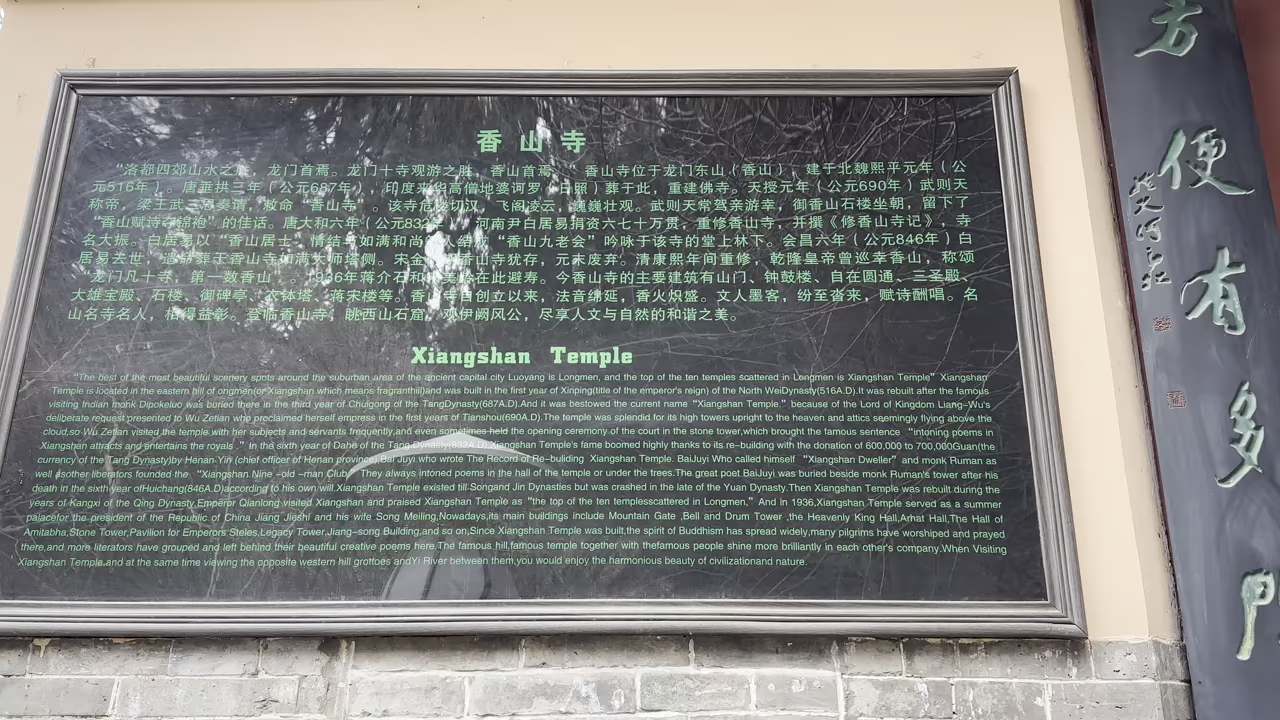 香山寺
“洛都四郊山水之胜，龙门首焉。龙门十寺观游之胜，香山首焉。”香山寺位于龙门东山（香山），建于北魏熙平元年（公
元516年）。唐垂拱三年（公元687年），印度来华高僧地婆诃罗（日照）葬于此，重建佛寺。天授元年（公元690年）武则天
称帝，梁王武三思奏请，敕命“香山寺”。该寺危楼切汉，飞阁凌云，巍巍壮观。武则天常驾亲游幸，御香山石楼坐朝，留下了
“香山赋诗夺锦袍”的佳话。唐大和六年（公元832年），河南尹白居易捐资六七十万贯，重修香山寺，并撰《修香山寺记》，寺
名大振。白居易以“香山居士” 情结 如满和尚 人结 “香山九老会”吟咏于该寺的堂上林下。会昌六年（公元846年）白
居易去世， 葬于香山寺如满大师塔侧。宋金 香山寺犹存，元末废弃。清康熙年间重修，乾隆皇帝曾巡幸香山，称颂
“龙门凡十寺，第一数香山”。1936年蒋介石和 美龄在此避寿。今香山寺的主要建筑有山门、钟鼓楼、自在圆通、三圣殿、
大雄宝殿、石楼、御碑亭、衣钵塔、蒋宋楼等。香山寺自创立以来，法音绵延，香火炽盛。文人墨客，纷至沓来，赋诗酬唱。名
山名寺名人，相得益彰。登临香山寺，眺西山石窟，观伊阙风公，尽享人文与自然的和谐之美。
Xiangshan Temple
“The best of the most beautiful scenery spots around the suburban area of the ancient capital city Luoyang is Longmen, and the top of the ten temples scattered in Longmen is Xiangshan Temple” Xiangshan
Temple is located in the eastern hill of ongmen(or Xiangshan which means fragranthill)and was built in the first year of Xinping(title of the emperor's reign) of the North WeiDynasty(516A.D).It was rebuilt after the famous
visiting Indian monk Dipokeluo was buried there in the third year of Chuigong of the TangDynasty(687A.D).And it was bestowed the current name “Xiangshan Temple.” because of the Lord of Kingdom Liang-Wu's
deliberate request presented to Wu Zetian who proclaimed herself empress in the first years of Tianshou(690A.D).The temple was splendid for its high towers upright to the heaven and attics seemingly flying above the
cloud,so Wu Zetian visited the temple with her subjects and servants frequently,and even sometimes held the opening ceremony of the court in the stone tower,which brought the famous sentence “intoning poems in
Xiangshan attracts and entertains the royals .” In the sixth year of Dahe of the Tang Dynasty(832A.D),Xiangshan Temple's fame boomed highly thanks to its re-building with the donation of 600,000 to 700,000Guan(the
currency of the Tang Dynasty)by Henan Yin (chief officer of Henan province) Bai Juyi who wrote The Record of Re-bulding Xiangshan Temple. BaiJuyi Who called himself “Xiangshan Dweller” and monk Ruman as
well asother liberators founded the “Xiangshan Nine -old -man Club.” They always intoned poems in the hall of the temple or under the trees.The great poet BaiJuyi was buried beside monk Ruman's tower after his
death in the sixth year ofHuichang(846A.D)according to his own will.Xiangshan Temple existed till Songand Jin Dynasties but was crashed in the late of the Yuan Dynasty.Then Xiangshan Temple was rebuilt during the
years of Kangxi of the Qing Dynasty,Emperor Qianlong visited Xiangshan and praised Xiangshan Temple as “the top of the ten templesscattered in Longmen,” And in 1936,Xiangshan Temple served as a summer
palacefor the president of the Republic of China Jiang Jieshi and his wife Song Meiling,Nowadays,its main buildings include Mountain Gate ,Bell and Drum Tower ,the Heavenly King Hall,Arhat Hall,The Hall of
Amitabha,Stone Tower,Pavilion for Emperors Steles,Legacy Tower,Jiang-song Building,and so on,Since Xiangshan Temple was built,the spirit of Buddhism has spread widely,many pilgrims have worshiped and prayed
there,and more literators have grouped and left behind their beautiful creative poems here.The famous hill,famous temple together with thefamous people shine more brilliantly in each other's company.When Visiting
Xiangshan Temple,and at the same time viewing the opposite western hill grottoes andYi River between them,you would enjoy the harmonious beauty of civilizationand nature.
方便有多门